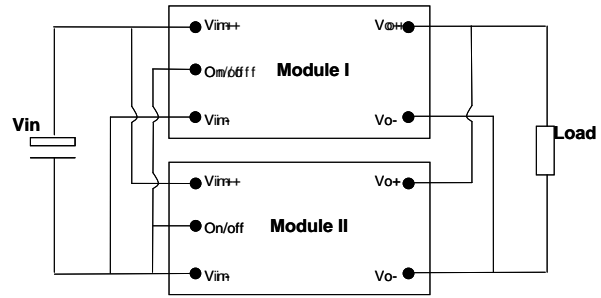 Vin+
Vo+
On/off
Module I
Vin-
Vo-
Vin
Load
Vin+
Vo+
On/off
Module II
Vin-
Vo-